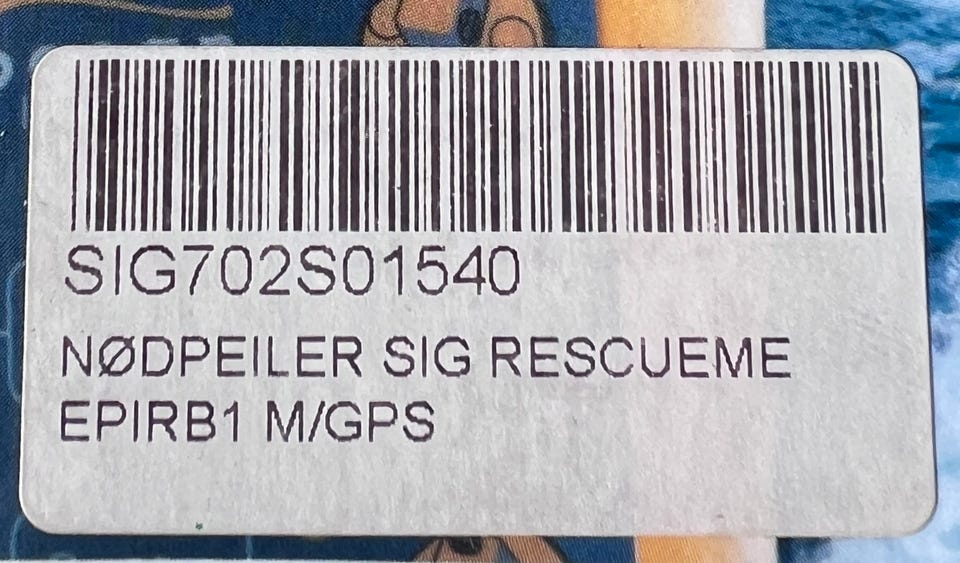 SIG702S01540
NØDPEILER SIG RESCUEME
EPIRB1 M/GPS